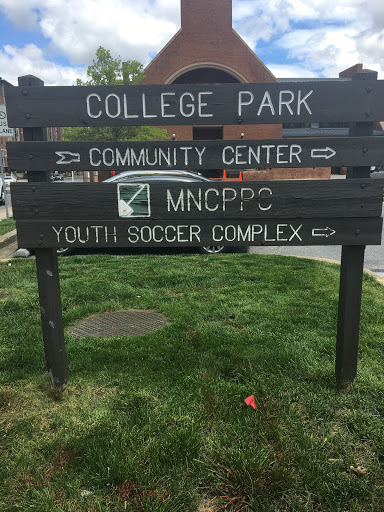 COLLEGE PARK
COMMUNITY CENTER
MNCPPC
YOUTH SOCCER COMPLEX